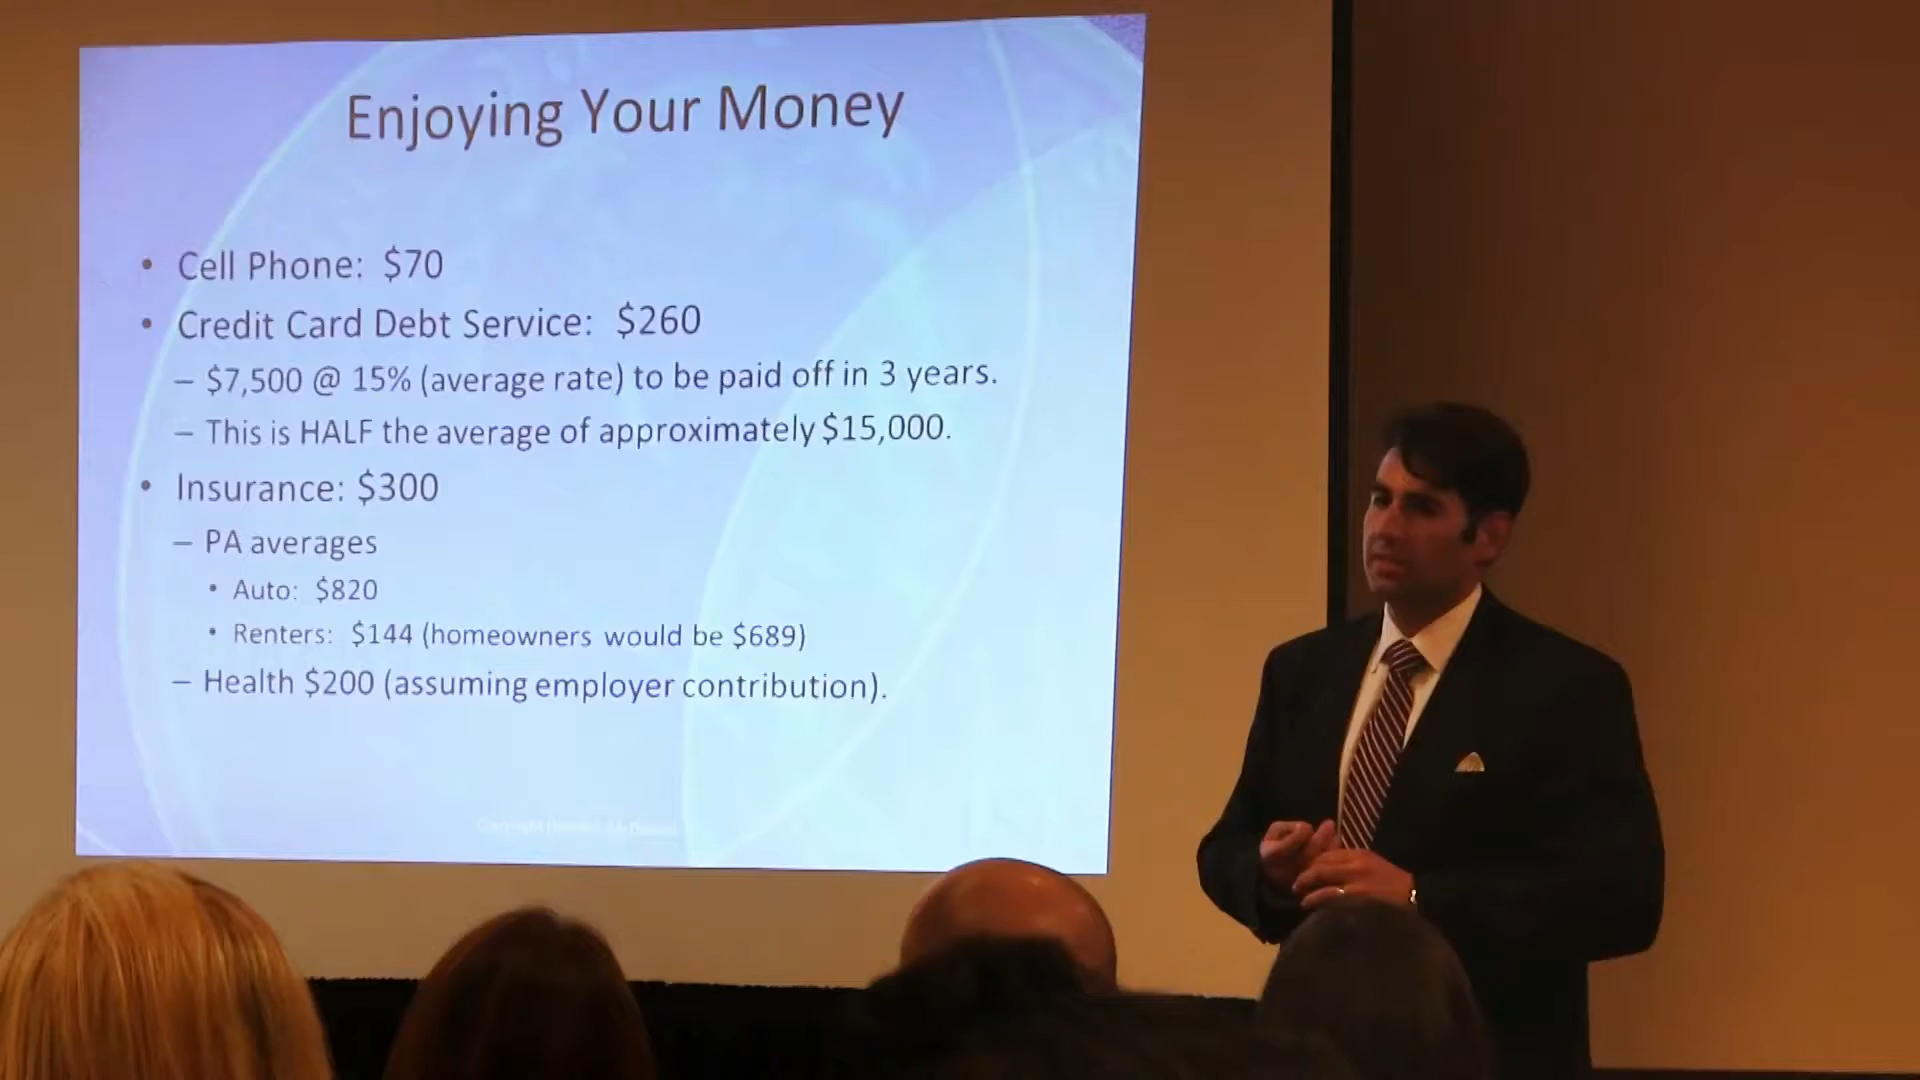 Enjoying Your Money
• Cell Phone: $70
• Credit Card Debt Service: $260
– $7,500 @ 15% (average rate) to be paid off in 3 years.
– This is HALF the average of approximately $15,000.
• Insurance: $300
– PA averages
• Auto: $820
• Renters: $144 (homeowners would be $689)
– Health $200 (assuming employer contribution).
Copyright